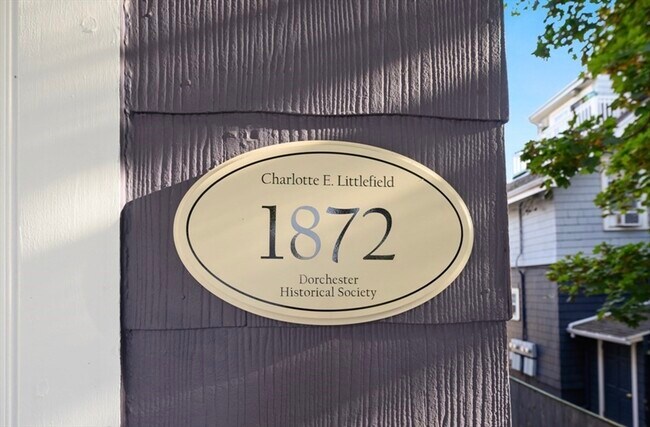 Charlotte E. Littlefield
1872
Dorchester
Historical Society